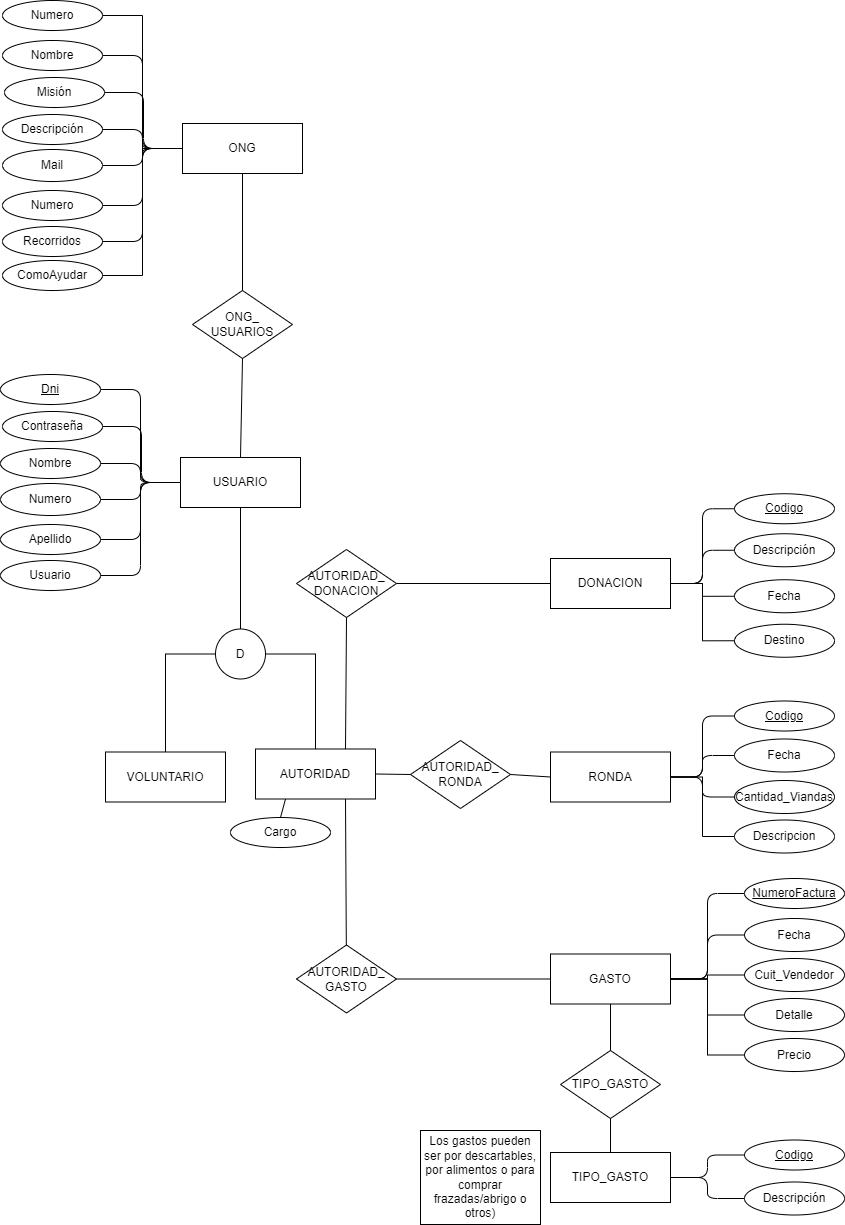 Numero
Nombre
Misión
Descripción
Mail
Numero
Recorridos
ComoAyudar
ONG
ONG_
USUARIOS
Dni
Contraseña
Nombre
Numero
Apellido
Usuario
USUARIO
D
VOLUNTARIO
AUTORIDAD
Cargo
AUTORIDAD_
DONACION
DONACION
Codigo
Descripción
Fecha
Destino
AUTORIDAD_
RONDA
RONDA
Codigo
Fecha
Cantidad_Viandas
Descripcion
AUTORIDAD_
GASTO
GASTO
NumeroFactura
Fecha
Cuit_Vendedor
Detalle
Precio
TIPO_GASTO
Los gastos pueden
ser por descartables,
por alimentos o para
comprar
frazadas/abrigo o
otros)
TIPO_GASTO
Codigo
Descripción